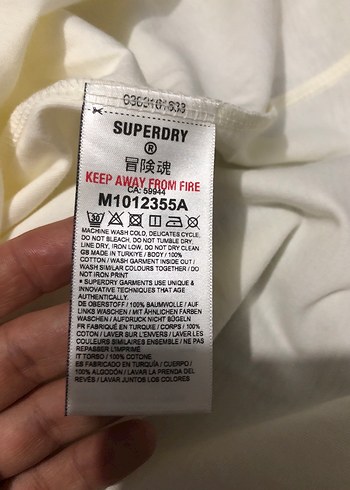 SUPERDRY
®
冒険魂
KEEP AWAY FROM FIRE
CA: 59944
M1012355A
30
MACHINE WASH COLD, DELICATES CYCLE,
DO NOT BLEACH, DO NOT TUMBLE DRY,
LINE DRY, IRON LOW, DO NOT DRY CLEAN
GB MADE IN TURKIYE / BODY / 100%
COTTON / WASH GARMENT INSIDE OUT /
WASH SIMILAR COLOURS TOGETHER / DO
NOT IRON PRINT
* SUPERDRY GARMENTS USE UNIQUE &
INNOVATIVE TECHNIQUES THAT AGE
AUTHENTICALLY.
DE OBERSTOFF / 100% BAUMWOLLE / AUF
LINKS WASCHEN / MIT ÄHNLICHEN FARBEN
WASCHEN / AUFDRUCK NICHT BÜGELN
FR FABRIQUÉ EN TURQUIE / CORPS / 100%
COTON / LAVER SUR L'ENVERS / LAVER LES
COULEURS SIMILAIRES ENSEMBLE / NE PAS
REPASSER L'IMPRIMÉ
IT TORSO / 100% COTONE
ES FABRICADO EN TURQUÍA / CUERPO /
100% ALGODÓN / LAVAR LA PRENDA DEL
REVÉS / LAVAR JUNTOS LOS COLORES